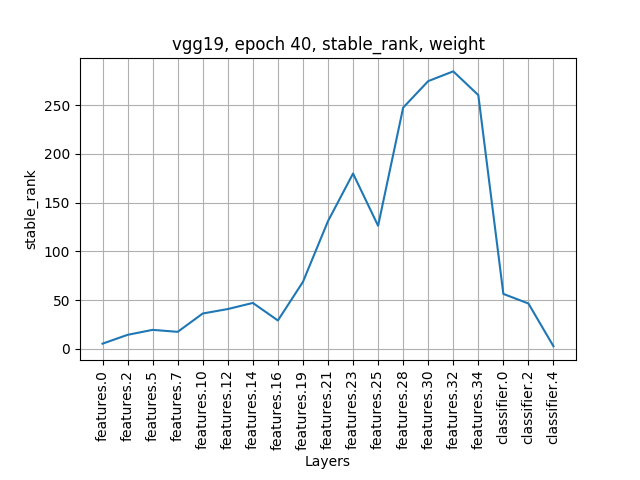 vgg19, epoch 40, stable_rank, weight
stable_rank
250
200
150
100
50
0
features.0
features.2
features.5
features.7
features.10
features.12
features.14
features.16
features.19
features.21
features.23
features.25
features.28
features.30
features.32
features.34
classifier.0
classifier.2
classifier.4
Layers